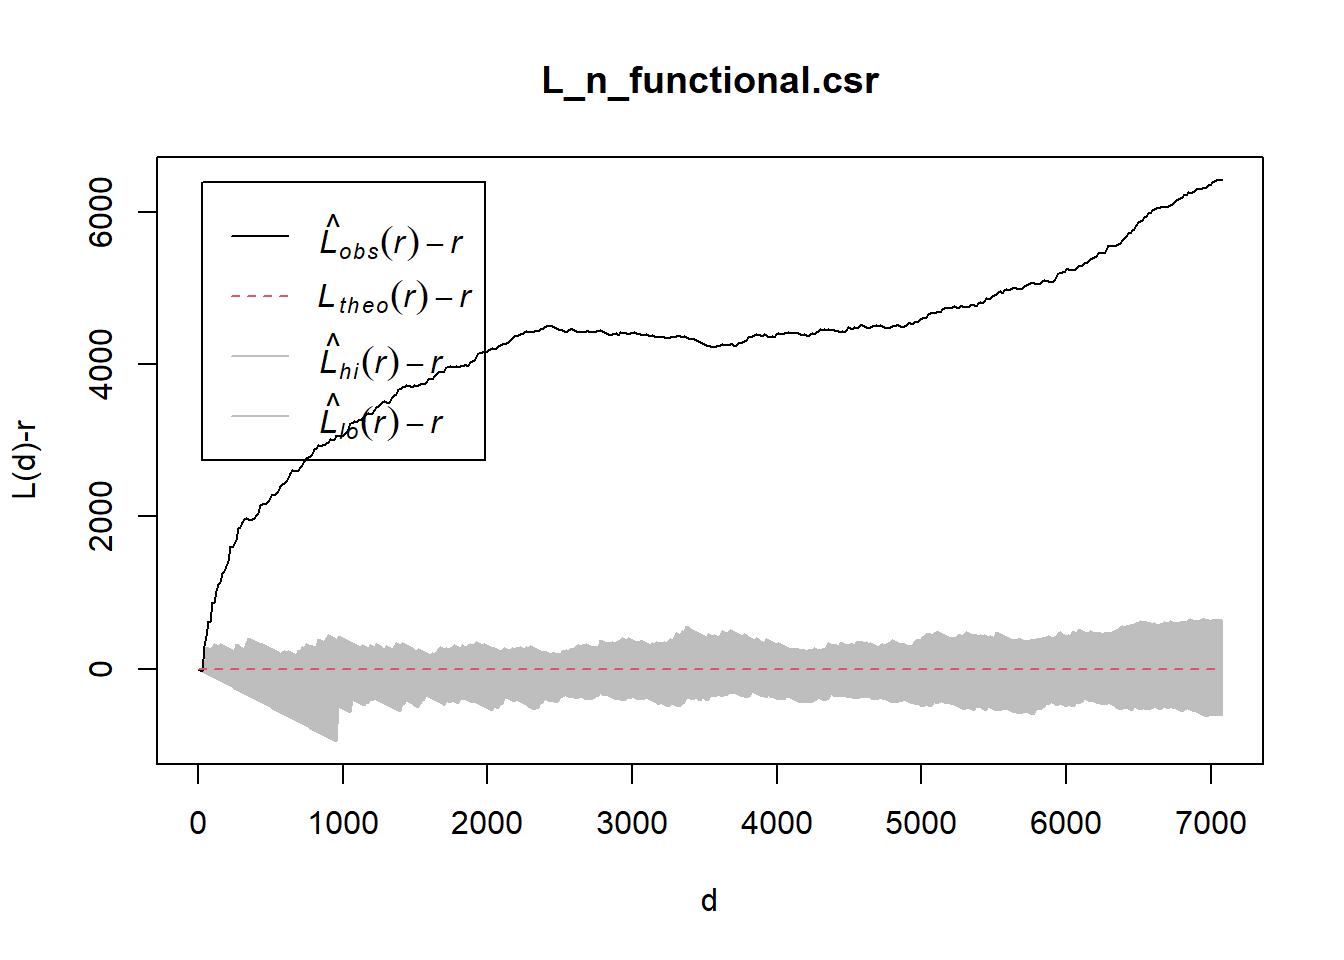 L_n_functional.csr
L(d)-r
6000
4000
2000
0
L̂obs(r) − r
Ltheo(r) − r
L̂hi(r) − r
L̂lo(r) − r
0 1000 2000 3000 4000 5000 6000 7000
d